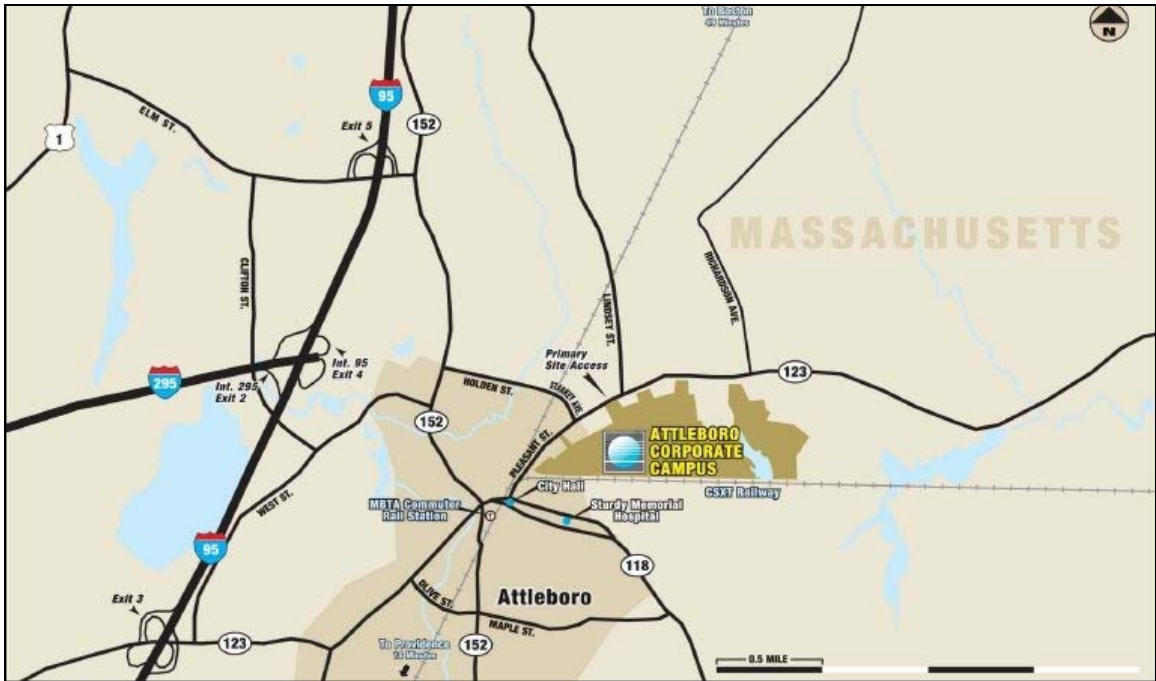 To Boston
N
95
ELM ST.
Exit 5
152
1
MASSACHUSETTS
CLIFTON ST.
LINDSEY ST.
RICHARDSON AVE.
Int. 95
Exit 4
Primary
Site Access
295
Int. 295
Exit 2
HOLDEN ST.
STARKEY AVE.
123
152
PLEASANT ST.
ATTLEBORO
CORPORATE
CAMPUS
City Hall
CSXT Railway
WEST ST.
MBTA Commuter
Rail Station
Sturdy Memorial
Hospital
95
118
Exit 3
OLIVE ST.
Attleboro
MAPLE ST.
123
152
To Providence
0.5 MILE